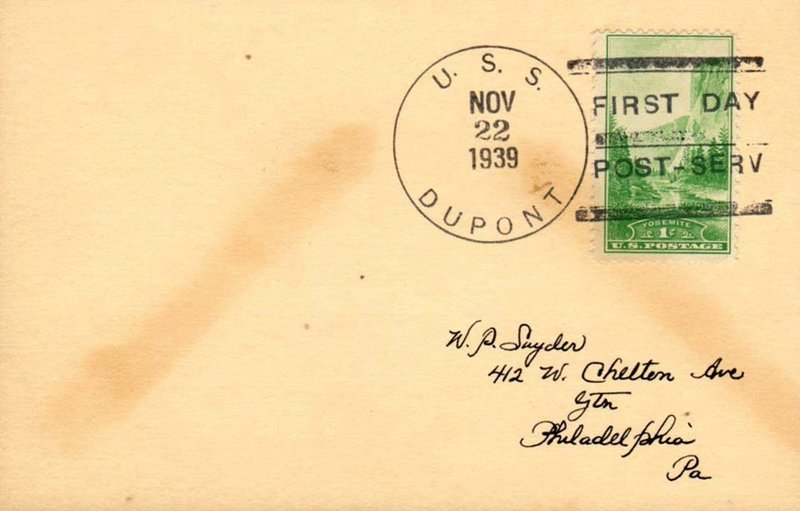 U. S. S.
NOV
22
1939
DUPONT
FIRST DAY
POST-SERV
YOSEMITE
1¢
U.S. POSTAGE
W. P. Snyder
412 W. Chelten Ave
Gtn
Philadelphia
Pa